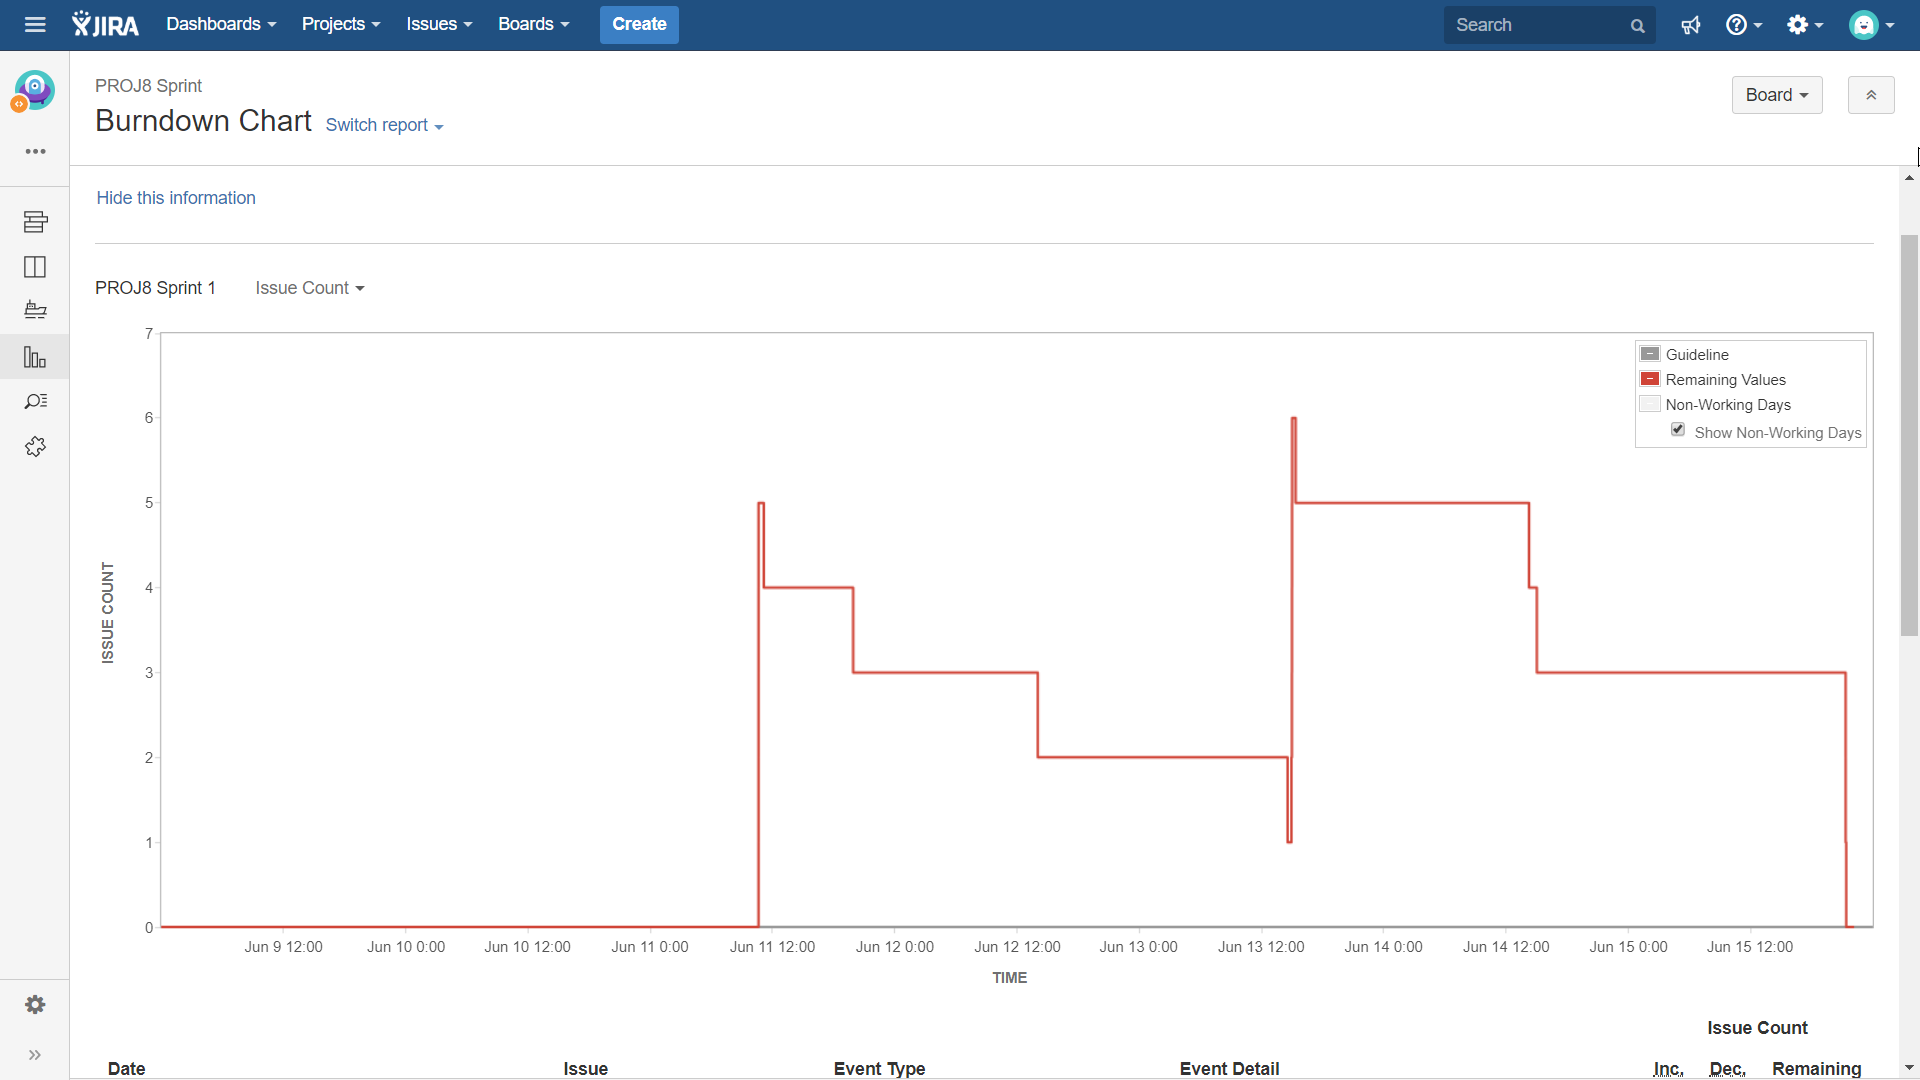 JIRA Dashboards Projects Issues Boards Create Search
PROJ8 Sprint
Burndown Chart Switch report
Board
Hide this information
PROJ8 Sprint 1 Issue Count
7
6
5
4
3
2
1
0
ISSUE COUNT
Guideline
Remaining Values
Non-Working Days
Show Non-Working Days
Jun 9 12:00 Jun 10 0:00 Jun 10 12:00 Jun 11 0:00 Jun 11 12:00 Jun 12 0:00 Jun 12 12:00 Jun 13 0:00 Jun 13 12:00 Jun 14 0:00 Jun 14 12:00 Jun 15 0:00 Jun 15 12:00
TIME
Issue Count
Date Issue Event Type Event Detail Inc. Dec. Remaining